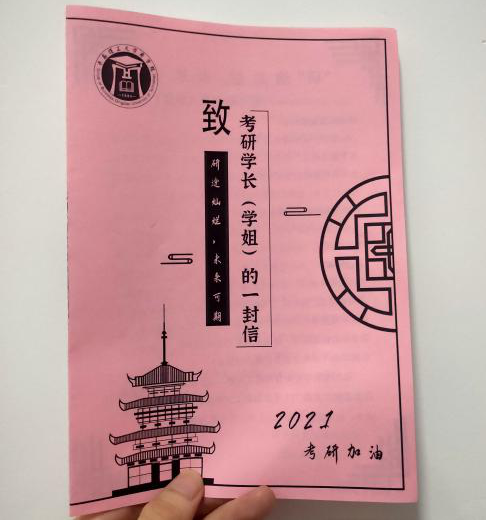 致
考研学长（学姐）的一封信
研途灿烂，未来可期
2021
考研加油